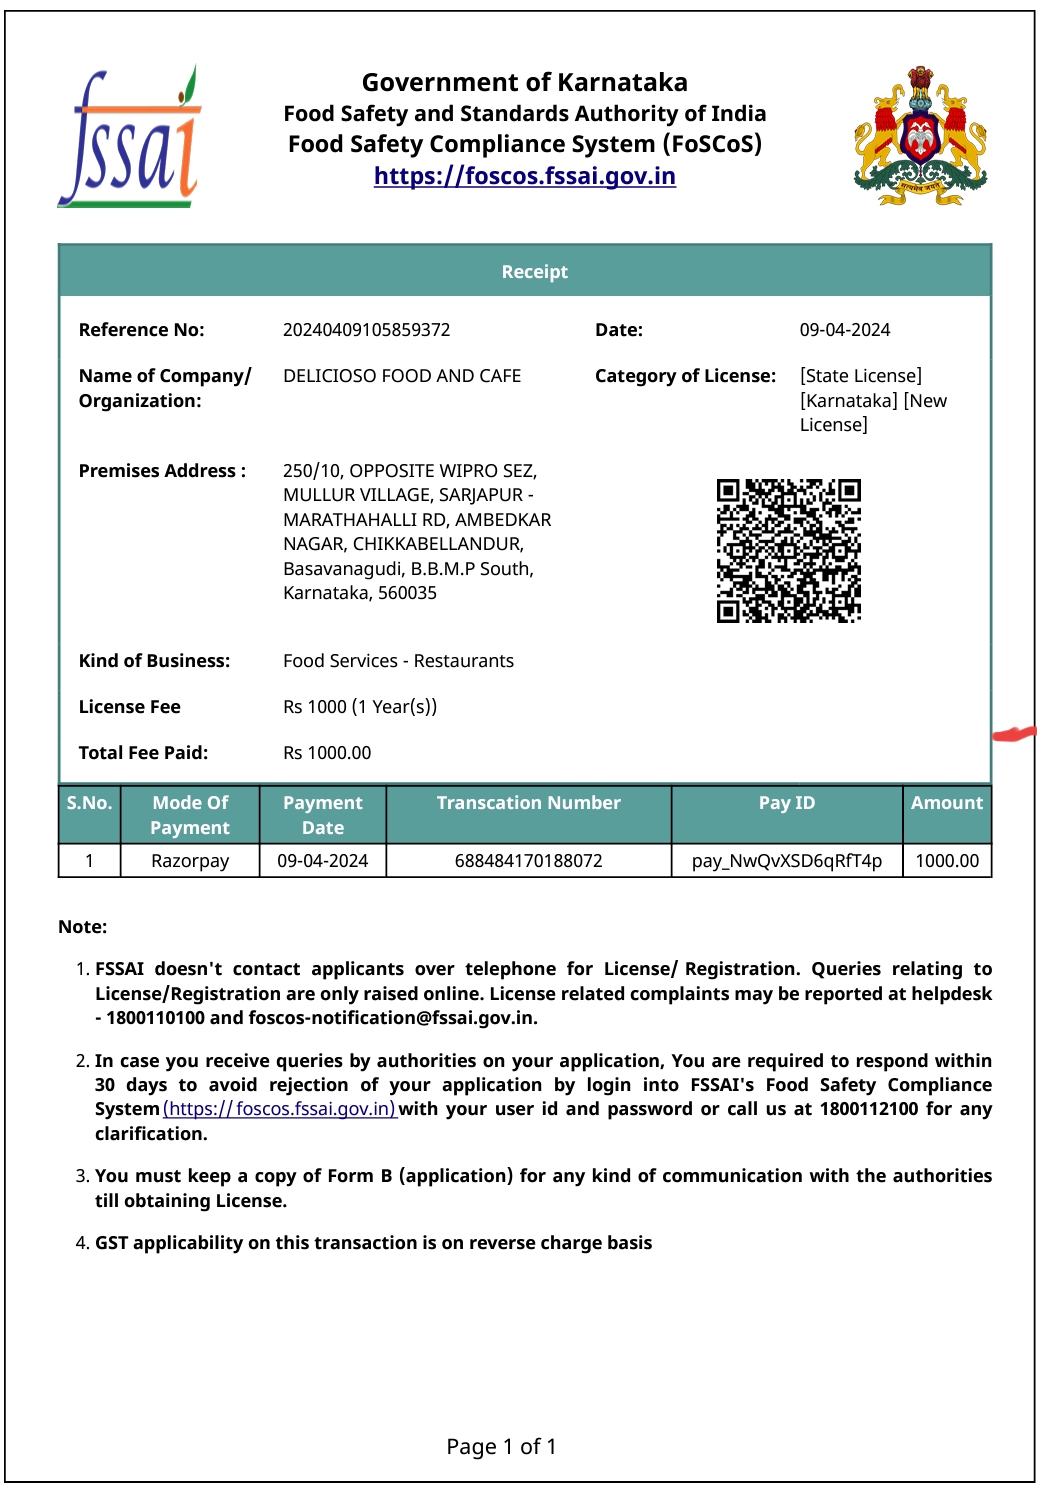 fssai
Government of Karnataka
Food Safety and Standards Authority of India
Food Safety Compliance System (FoSCoS)
https://foscos.fssai.gov.in
सत्यमेव जयते
Receipt
Reference No: 20240409105859372 Date: 09-04-2024
Name of Company/ DELICIOSO FOOD AND CAFE Category of License: [State License]
Organization: [Karnataka] [New
License]
Premises Address : 250/10, OPPOSITE WIPRO SEZ,
MULLUR VILLAGE, SARJAPUR -
MARATHAHALLI RD, AMBEDKAR
NAGAR, CHIKKABELLANDUR,
Basavanagudi, B.B.M.P South,
Karnataka, 560035
Kind of Business: Food Services - Restaurants
License Fee Rs 1000 (1 Year(s))
Total Fee Paid: Rs 1000.00
S.No. Mode Of Payment Transcation Number Pay ID Amount
Payment Date
1 Razorpay 09-04-2024 688484170188072 pay_NwQvXSD6qRfT4p 1000.00
Note:
1. FSSAI doesn't contact applicants over telephone for License/ Registration. Queries relating to
License/Registration are only raised online. License related complaints may be reported at helpdesk
- 1800110100 and foscos-notification@fssai.gov.in.
2. In case you receive queries by authorities on your application, You are required to respond within
30 days to avoid rejection of your application by login into FSSAI's Food Safety Compliance
System (https:// foscos.fssai.gov.in) with your user id and password or call us at 1800112100 for any
clarification.
3. You must keep a copy of Form B (application) for any kind of communication with the authorities
till obtaining License.
4. GST applicability on this transaction is on reverse charge basis
Page 1 of 1